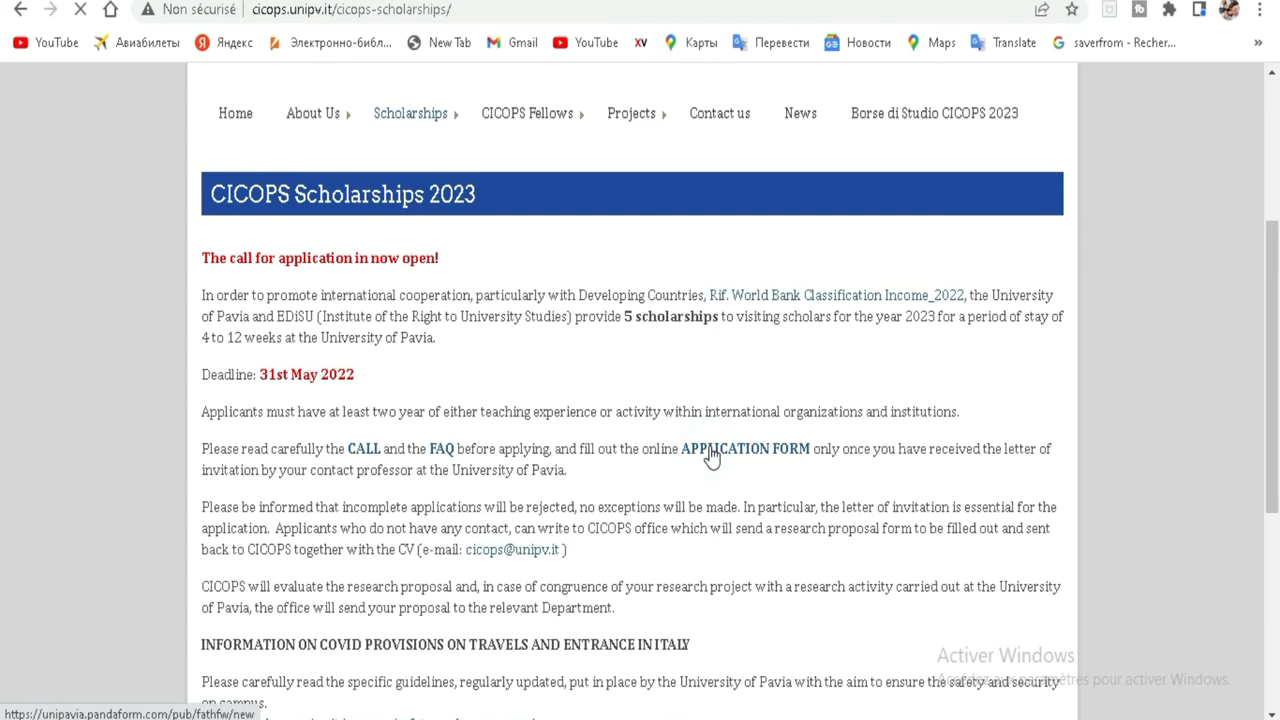 Non sécurisé cicops.unipv.it/cicops-scholarships/
YouTube Авиабилеты Яндекс Электронно-библ... New Tab Gmail YouTube XV Карты Перевести Новости Maps Translate saverfrom - Recher... »
Home About Us Scholarships CICOPS Fellows Projects Contact us News Borse di Studio CICOPS 2023
CICOPS Scholarships 2023
The call for application in now open!
In order to promote international cooperation, particularly with Developing Countries, Rif. World Bank Classification Income_2022, the University
of Pavia and EDiSU (Institute of the Right to University Studies) provide 5 scholarships to visiting scholars for the year 2023 for a period of stay of
4 to 12 weeks at the University of Pavia.
Deadline: 31st May 2022
Applicants must have at least two year of either teaching experience or activity within international organizations and institutions.
Please read carefully the CALL and the FAQ before applying, and fill out the online APPLICATION FORM only once you have received the letter of
invitation by your contact professor at the University of Pavia.
Please be informed that incomplete applications will be rejected, no exceptions will be made. In particular, the letter of invitation is essential for the
application. Applicants who do not have any contact, can write to CICOPS office which will send a research proposal form to be filled out and sent
back to CICOPS together with the CV (e-mail: cicops@unipv.it )
CICOPS will evaluate the research proposal and, in case of congruence of your research project with a research activity carried out at the University
of Pavia, the office will send your proposal to the relevant Department.
INFORMATION ON COVID PROVISIONS ON TRAVELS AND ENTRANCE IN ITALY
Activer Windows
Accédez aux paramètres pour activer Windows.
Please carefully read the specific guidelines, regularly updated, put in place by the University of Pavia with the aim to ensure the safety and security
on campus.
https://unipavia.pandaform.com/pub/fathfw/new